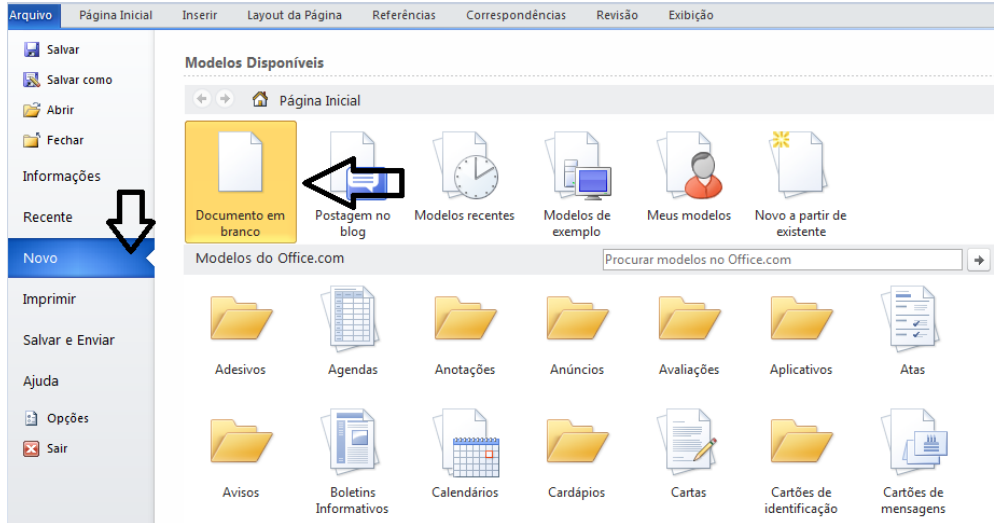 Arquivo Página Inicial Inserir Layout da Página Referências Correspondências Revisão Exibição
Salvar
Salvar como
Abrir
Fechar
Informações
Recente
Novo
Imprimir
Salvar e Enviar
Ajuda
Opções
Sair
Modelos Disponíveis
Página Inicial
Documento em branco
Postagem no blog
Modelos recentes
Modelos de exemplo
Meus modelos
Novo a partir de existente
Modelos do Office.com
Procurar modelos no Office.com
Adesivos Agendas Anotações Anúncios Avaliações Aplicativos Atas
Avisos
Boletins Informativos
Calendários
Cardápios
Cartas
Cartões de identificação
Cartões de mensagens